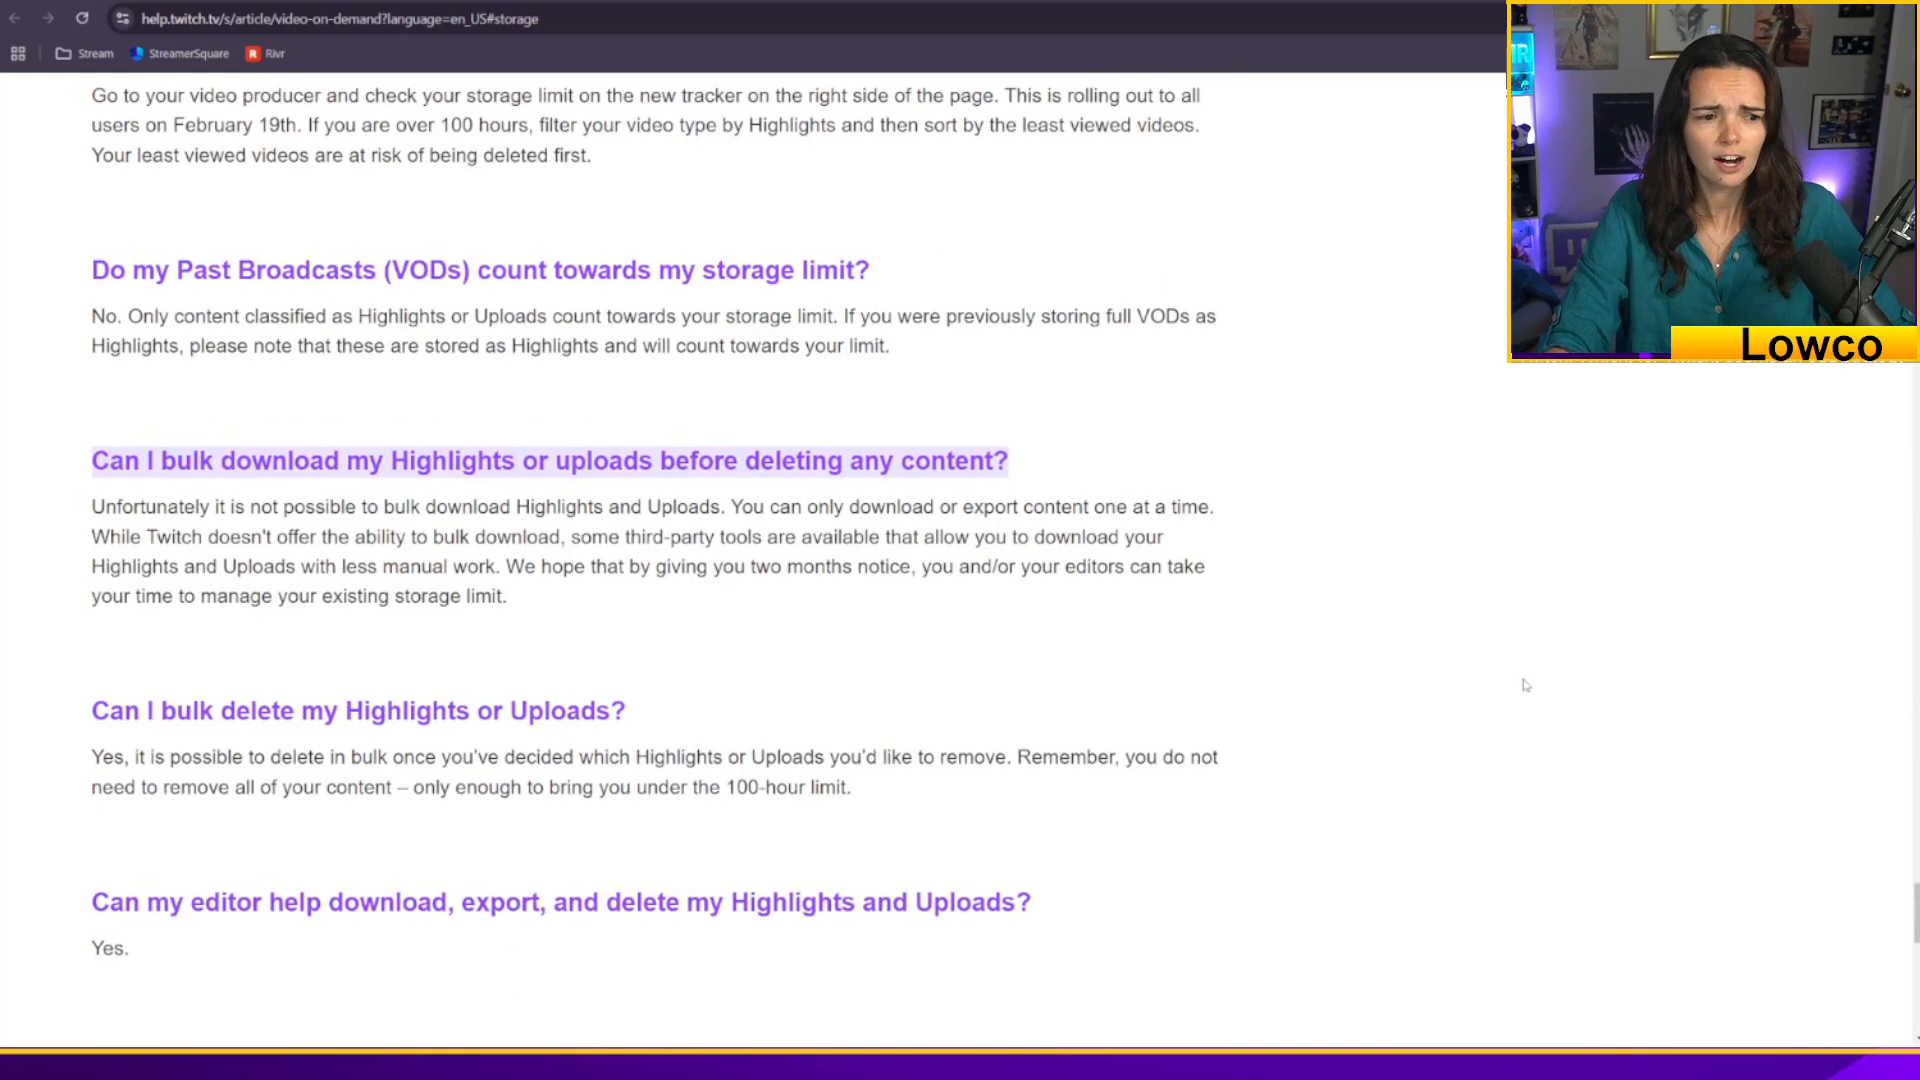 help.twitch.tv/s/article/video-on-demand?language=en_US#storage
Stream StreamerSquare R Rivr
Go to your video producer and check your storage limit on the new tracker on the right side of the page. This is rolling out to all
users on February 19th. If you are over 100 hours, filter your video type by Highlights and then sort by the least viewed videos.
Your least viewed videos are at risk of being deleted first.
Do my Past Broadcasts (VODs) count towards my storage limit?
No. Only content classified as Highlights or Uploads count towards your storage limit. If you were previously storing full VODs as
Highlights, please note that these are stored as Highlights and will count towards your limit.
Lowco
Can I bulk download my Highlights or uploads before deleting any content?
Unfortunately it is not possible to bulk download Highlights and Uploads. You can only download or export content one at a time.
While Twitch doesn't offer the ability to bulk download, some third-party tools are available that allow you to download your
Highlights and Uploads with less manual work. We hope that by giving you two months notice, you and/or your editors can take
your time to manage your existing storage limit.
Can I bulk delete my Highlights or Uploads?
Yes, it is possible to delete in bulk once you've decided which Highlights or Uploads you'd like to remove. Remember, you do not
need to remove all of your content – only enough to bring you under the 100-hour limit.
Can my editor help download, export, and delete my Highlights and Uploads?
Yes.